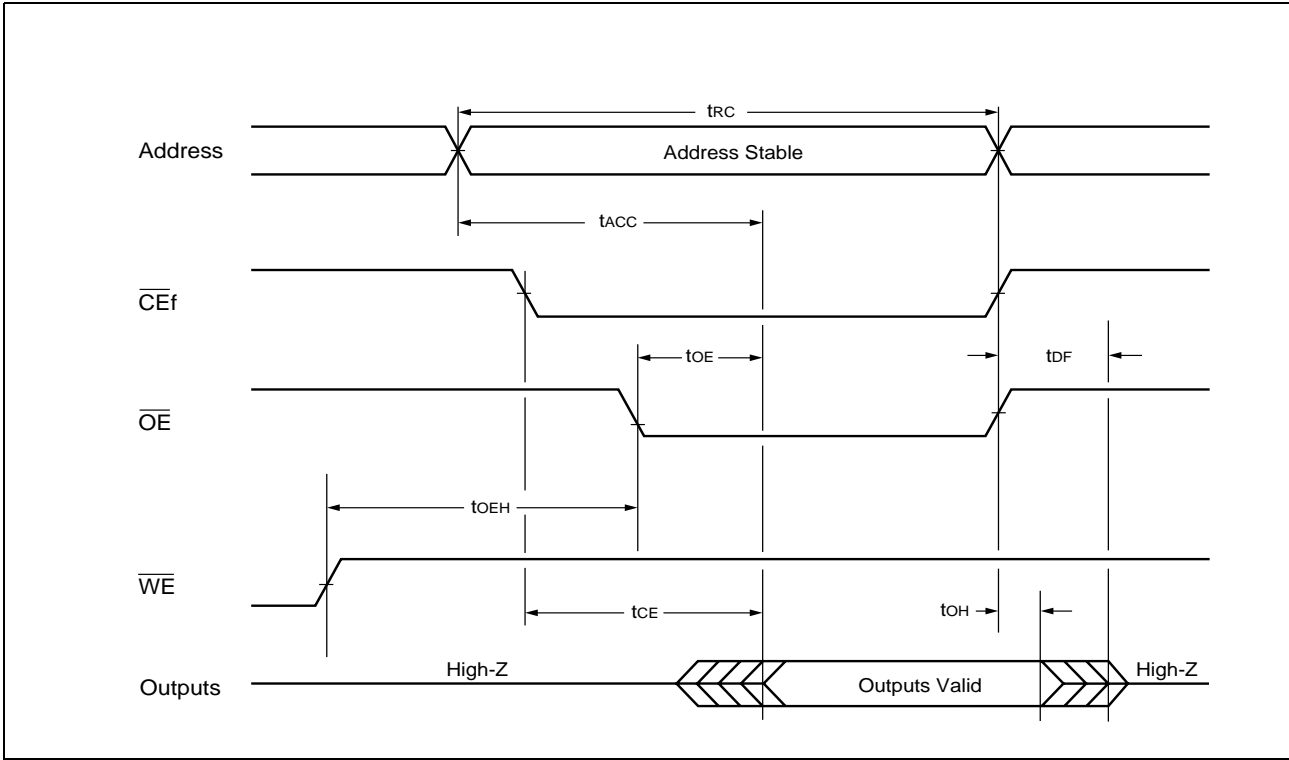 tRC
Address
Address Stable
tACC
CEf
tOE
tDF
OE
tOEH
WE
tCE
tOH
High-Z
High-Z
Outputs
Outputs Valid